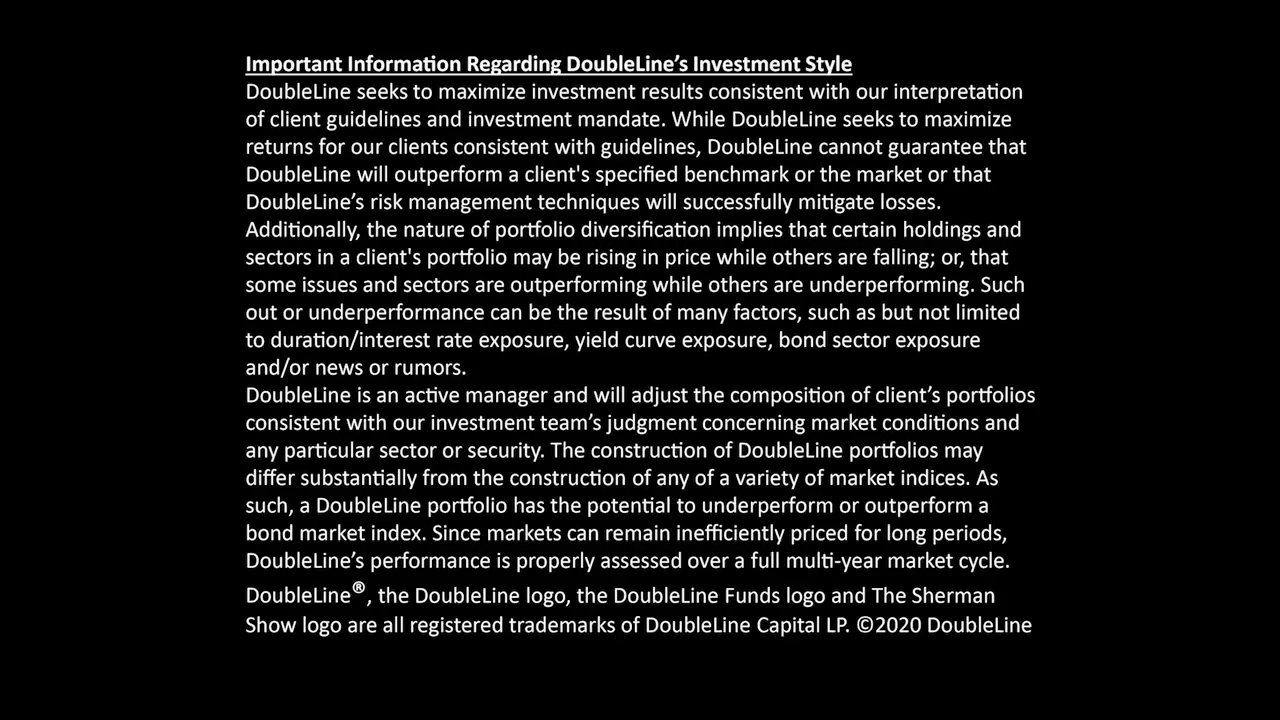 Important Information Regarding DoubleLine’s Investment Style
DoubleLine seeks to maximize investment results consistent with our interpretation
of client guidelines and investment mandate. While DoubleLine seeks to maximize
returns for our clients consistent with guidelines, DoubleLine cannot guarantee that
DoubleLine will outperform a client's specified benchmark or the market or that
DoubleLine’s risk management techniques will successfully mitigate losses.
Additionally, the nature of portfolio diversification implies that certain holdings and
sectors in a client's portfolio may be rising in price while others are falling; or, that
some issues and sectors are outperforming while others are underperforming. Such
out or underperformance can be the result of many factors, such as but not limited
to duration/interest rate exposure, yield curve exposure, bond sector exposure
and/or news or rumors.
DoubleLine is an active manager and will adjust the composition of client’s portfolios
consistent with our investment team’s judgment concerning market conditions and
any particular sector or security. The construction of DoubleLine portfolios may
differ substantially from the construction of any of a variety of market indices. As
such, a DoubleLine portfolio has the potential to underperform or outperform a
bond market index. Since markets can remain inefficiently priced for long periods,
DoubleLine’s performance is properly assessed over a full multi-year market cycle.
DoubleLine®, the DoubleLine logo, the DoubleLine Funds logo and The Sherman
Show logo are all registered trademarks of DoubleLine Capital LP. ©2020 DoubleLine